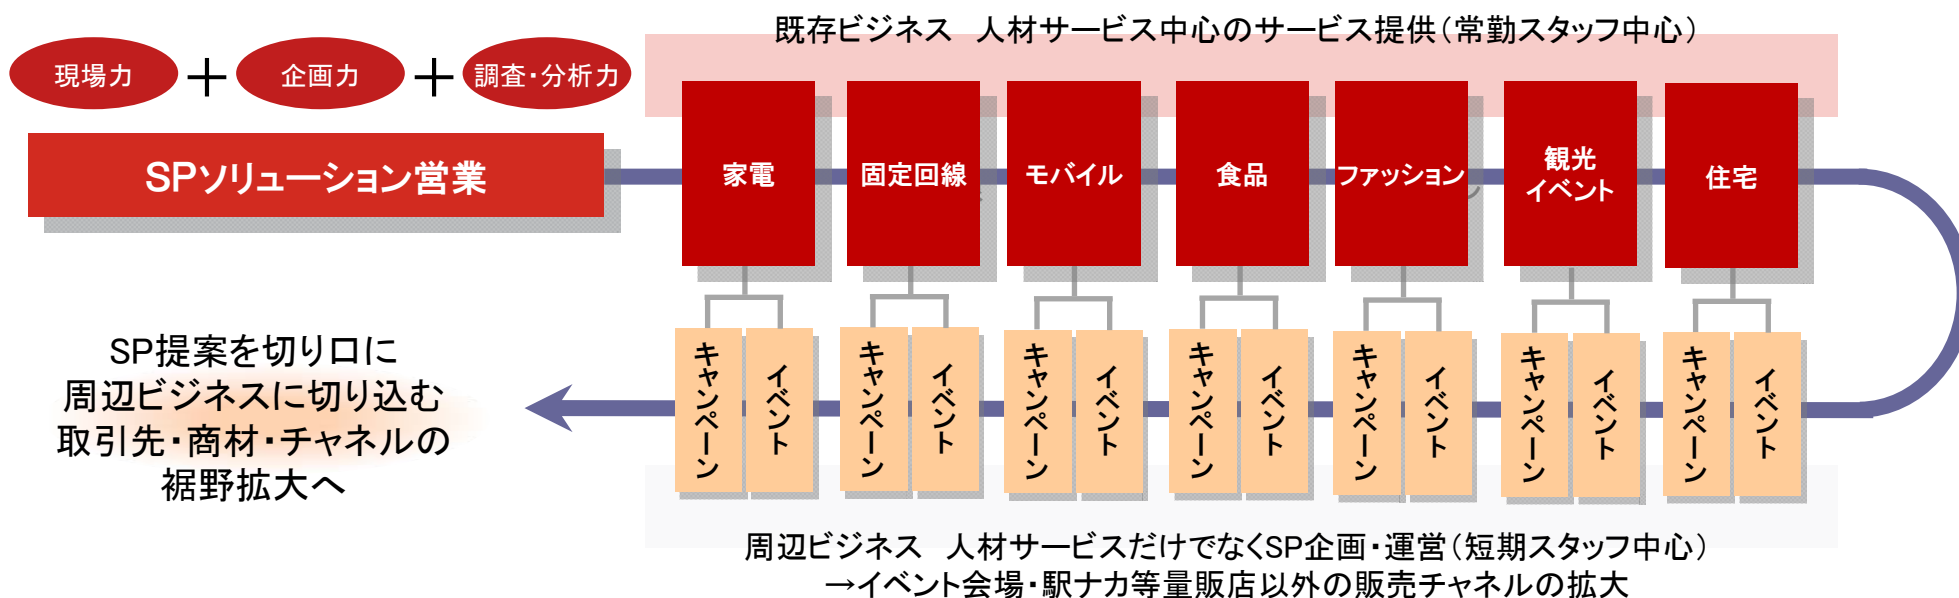 既存ビジネス　人材サービス中心のサービス提供（常勤スタッフ中心）
現場力
＋
企画力
＋
調査・分析力
SPソリューション営業
家電
固定回線
モバイル
食品
ファッション
観光
イベント
住宅
キャンペーン
イベント
キャンペーン
イベント
キャンペーン
イベント
キャンペーン
イベント
キャンペーン
イベント
キャンペーン
イベント
キャンペーン
イベント
SP提案を切り口に
周辺ビジネスに切り込む
取引先・商材・チャネルの
裾野拡大へ
周辺ビジネス　人材サービスだけでなくSP企画・運営（短期スタッフ中心）
→イベント会場・駅ナカ等量販店以外の販売チャネルの拡大